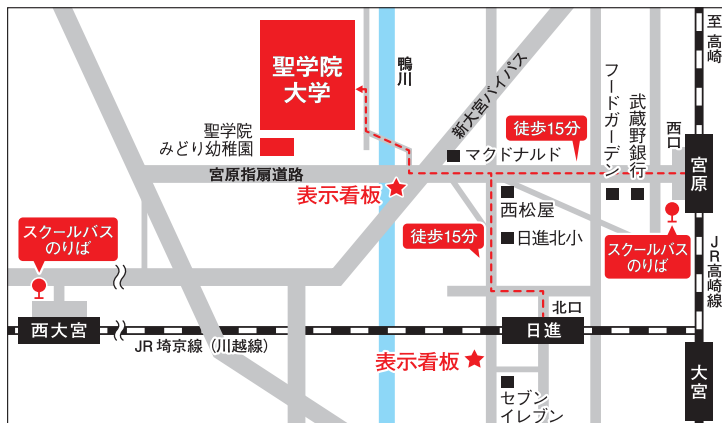 至
高崎
聖学院
大学
鴨川
新大宮バイパス
フードガーデン
武蔵野銀行
西口
徒歩15分
聖学院
みどり幼稚園
マクドナルド
宮原
宮原指扇道路
表示看板
西松屋
スクールバス
のりば
徒歩15分
日進北小
スクールバス
のりば
JR高崎線
北口
西大宮
日進
JR埼京線(川越線)
表示看板
大宮
セブン
イレブン